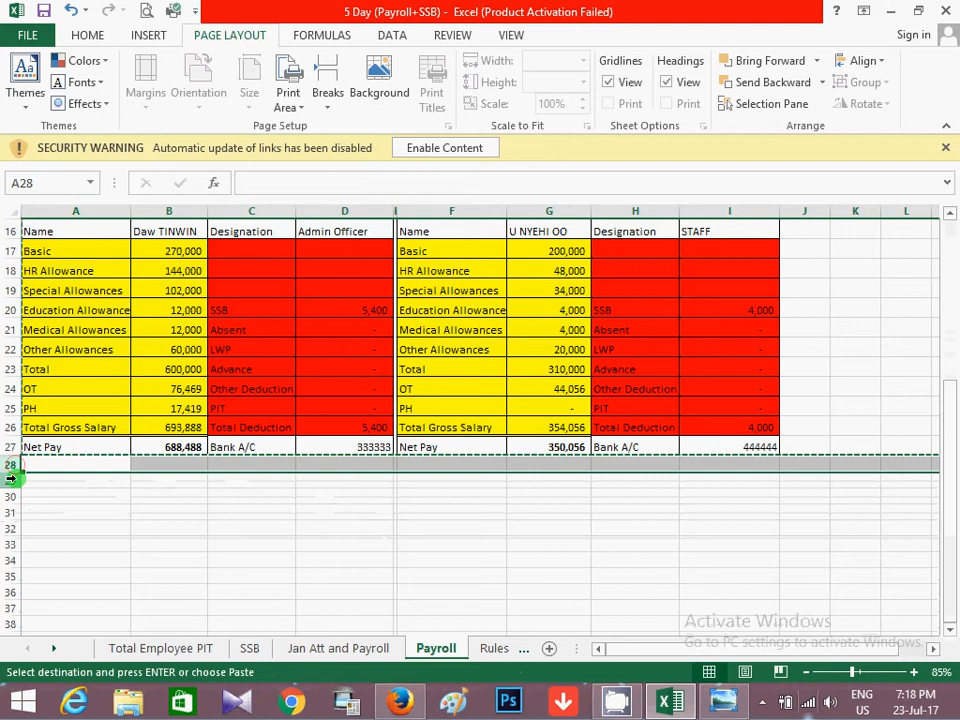 5 Day (Payroll+SSB) - Excel (Product Activation Failed)
FILE HOME INSERT PAGE LAYOUT FORMULAS DATA REVIEW VIEW Sign in
Themes Colors Fonts Effects Margins Orientation Size Print Area Breaks Background Print Titles Width: Height: Scale: 100% Gridlines View Print Headings View Print Bring Forward Send Backward Selection Pane Align Group Rotate
Themes Page Setup Scale to Fit Sheet Options Arrange
SECURITY WARNING Automatic update of links has been disabled Enable Content
A28 fx
A B C D I F G H I J K L
16 Name Daw TINWIN Designation Admin Officer Name U NYEHI OO Designation STAFF
17 Basic 270,000 Basic 200,000
18 HR Allowance 144,000 HR Allowance 48,000
19 Special Allowances 102,000 Special Allowances 34,000
20 Education Allowance 12,000 SSB 5,400 Education Allowance 4,000 SSB 4,000
21 Medical Allowances 12,000 Absent - Medical Allowances 4,000 Absent -
22 Other Allowances 60,000 LWP - Other Allowances 20,000 LWP -
23 Total 600,000 Advance - Total 310,000 Advance -
24 OT 76,469 Other Deduction - OT 44,056 Other Deduction -
25 PH 17,419 PIT - PH - PIT -
26 Total Gross Salary 693,888 Total Deduction 5,400 Total Gross Salary 354,056 Total Deduction 4,000
27 Net Pay 688,488 Bank A/C 333333 Net Pay 350,056 Bank A/C 444444
28
30
31
32
33
34
35
36
37
38
Activate Windows
Go to PC settings to activate Windows.
Total Employee PIT SSB Jan Att and Payroll Payroll Rules ...
Select destination and press ENTER or choose Paste 85%
Ps ENG 7:18 PM
US 23-Jul-17